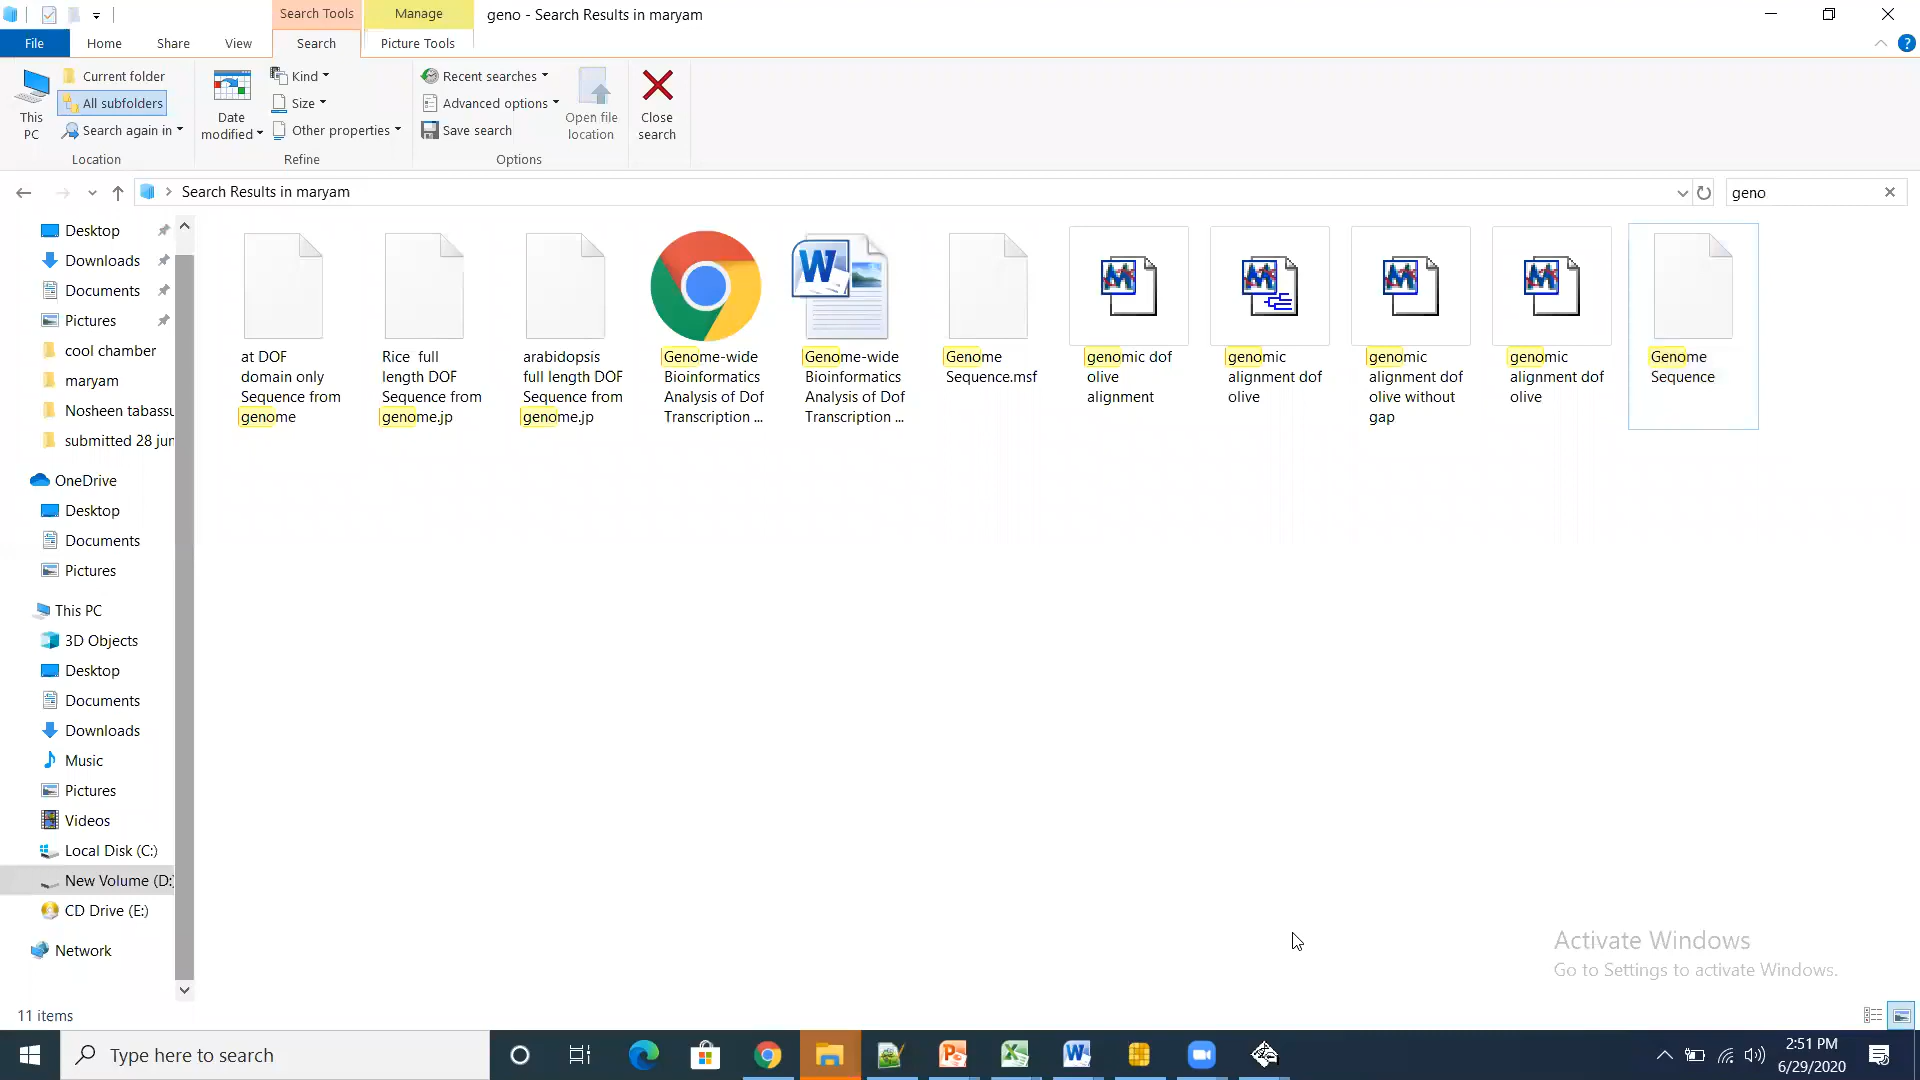 Search Tools
Manage
geno - Search Results in maryam
File
Home
Share
View
Search
Picture Tools
This PC
Current folder
All subfolders
Search again in
Location
Date modified
Kind
Size
Other properties
Refine
Recent searches
Advanced options
Save search
Open file location
Options
Close search
Search Results in maryam
geno
Desktop
Downloads
Documents
Pictures
cool chamber
maryam
Nosheen tabassu
submitted 28 jun
OneDrive
Desktop
Documents
Pictures
This PC
3D Objects
Desktop
Documents
Downloads
Music
Pictures
Videos
Local Disk (C:)
New Volume (D:)
CD Drive (E:)
Network
at DOF
domain only
Sequence from
genome
Rice full
length DOF
Sequence from
genome.jp
arabidopsis
full length DOF
Sequence from
genome.jp
Genome-wide
Bioinformatics
Analysis of Dof
Transcription ...
Genome-wide
Bioinformatics
Analysis of Dof
Transcription ...
Genome
Sequence.msf
genomic dof
olive
alignment
genomic
alignment dof
olive
genomic
alignment dof
olive without
gap
genomic
alignment dof
olive
Genome
Sequence
Activate Windows
Go to Settings to activate Windows.
11 items
Type here to search
2:51 PM
6/29/2020